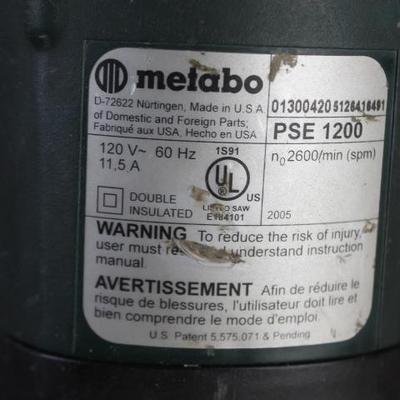 metabo
D-72622 Nürtingen, Made in U.S.A.
of Domestic and Foreign Parts;
Fabriqué aux USA, Hecho en USA
01300420 5126416491
PSE 1200
120 V~ 60 Hz
11,5 A
1S91
n0 2600/min (spm)
UL
US
LISTED SAW
E184101
DOUBLE
INSULATED
2005
WARNING To reduce the risk of injury,
user must understand instruction
manual.
AVERTISSEMENT Afin de réduire le
risque de blessures, l'utilisateur doit lire et
bien comprendre le mode d'emploi.
U.S. Patent 5,575,071 & Pending